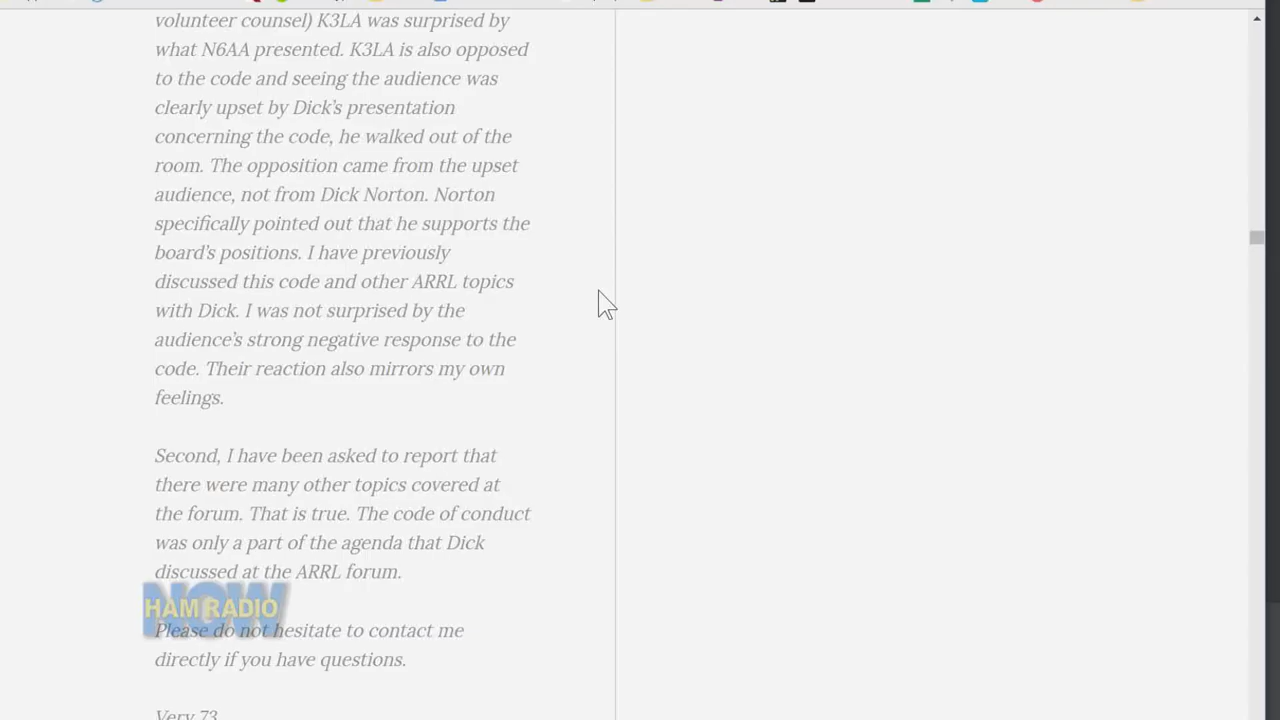 volunteer counsel) K3LA was surprised by
what N6AA presented. K3LA is also opposed
to the code and seeing the audience was
clearly upset by Dick’s presentation
concerning the code, he walked out of the
room. The opposition came from the upset
audience, not from Dick Norton. Norton
specifically pointed out that he supports the
board’s positions. I have previously
discussed this code and other ARRL topics
with Dick. I was not surprised by the
audience’s strong negative response to the
code. Their reaction also mirrors my own
feelings.
Second, I have been asked to report that
there were many other topics covered at
the forum. That is true. The code of conduct
was only a part of the agenda that Dick
discussed at the ARRL forum.
NOW
HAM RADIO
Please do not hesitate to contact me
directly if you have questions.
Very 73